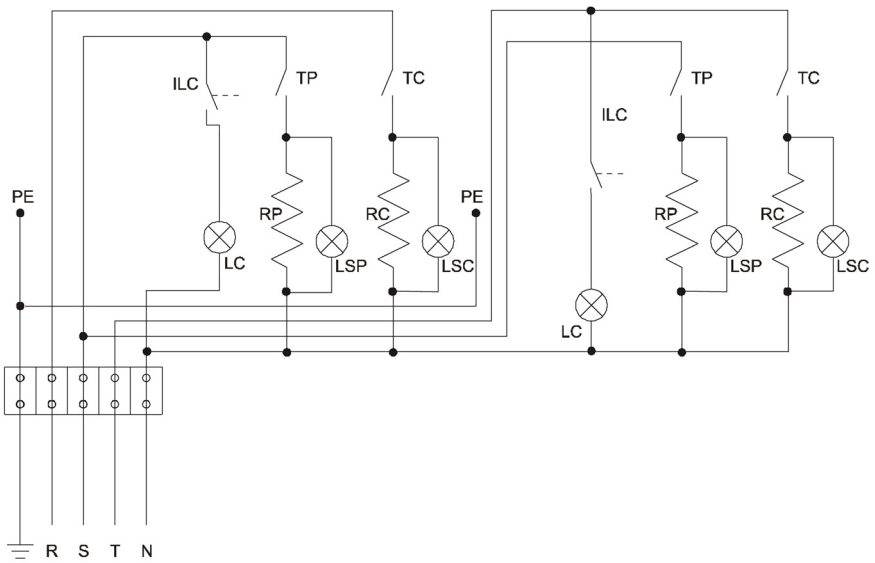 ILC TP TC TP TC
ILC
PE RP RC PE RP RC
LC LSP LSC LSP LSC
LC
R S T N